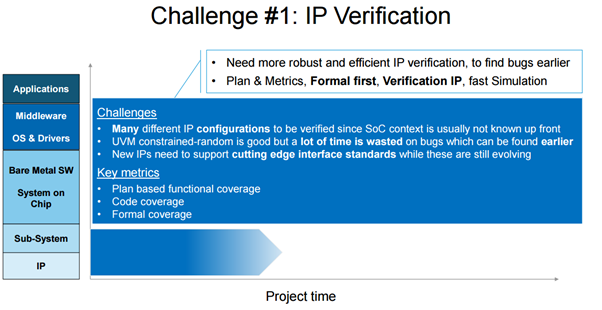 Challenge #1: IP Verification
• Need more robust and efficient IP verification, to find bugs earlier
• Plan & Metrics, Formal first, Verification IP, fast Simulation
Applications
Middleware
OS & Drivers
Bare Metal SW
System on
Chip
Sub-System
IP
Challenges
• Many different IP configurations to be verified since SoC context is usually not known up front
• UVM constrained-random is good but a lot of time is wasted on bugs which can be found earlier
• New IPs need to support cutting edge interface standards while these are still evolving
Key metrics
• Plan based functional coverage
• Code coverage
• Formal coverage
Project time